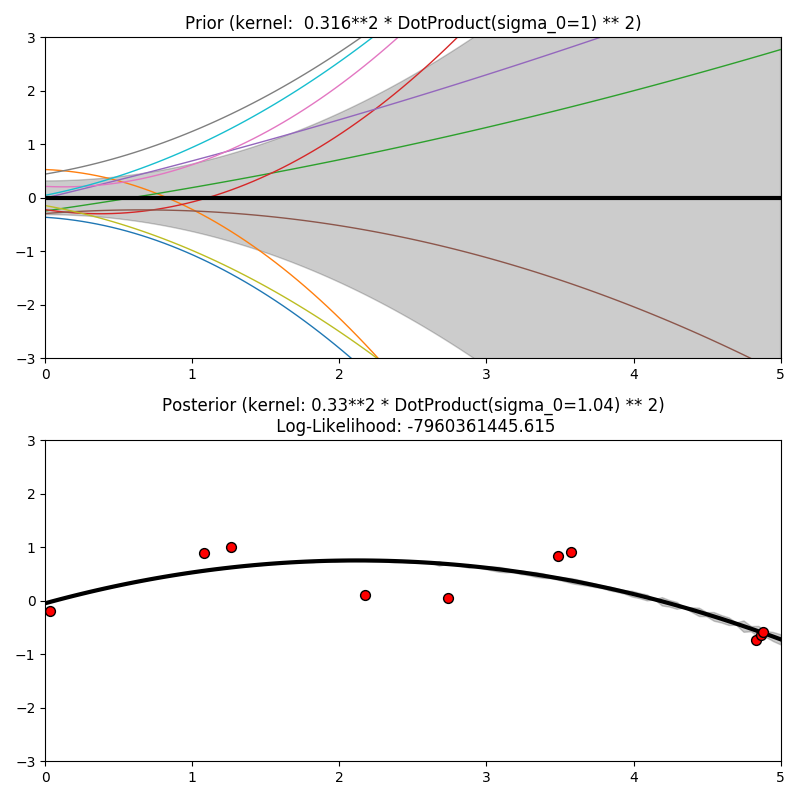 Prior (kernel:  0.316**2 * DotProduct(sigma_0=1) ** 2)
3
2
1
0
−1
−2
−3
0 1 2 3 4 5
Posterior (kernel: 0.33**2 * DotProduct(sigma_0=1.04) ** 2)
Log-Likelihood: -7960361445.615
3
2
1
0
−1
−2
−3
0 1 2 3 4 5